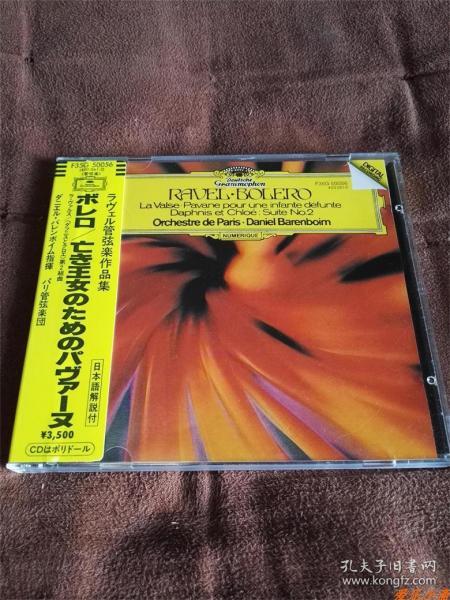 F35G 50056
ラヴェル管弦楽作品集
ボレロ/亡き王女のためのパヴァーヌ
ダニエル・バレンボイム指揮 パリ管弦楽団
日本語解説付
¥3,500
CDはポリドール
Deutsche
Grammophon
F35G 50056
DIGITAL
RAVEL・BOLERO
La Valse·Pavane pour une infante défunte
Daphnis et Chloé: Suite No.2
Orchestre de Paris·Daniel Barenboim
NUMERIQUE
孔夫子旧书网
www.kongfz.com